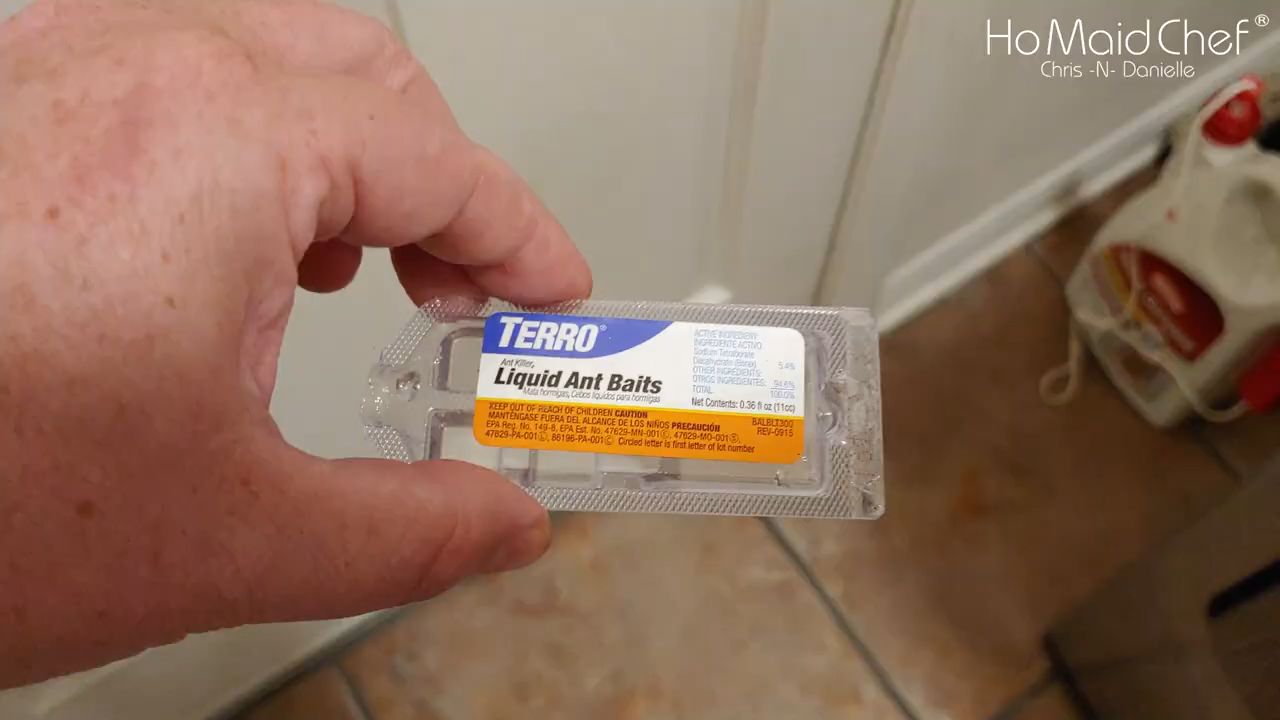 HoMaidChef®
Chris -N- Danielle
TERRO®
Ant Killer,
Liquid Ant Baits
Mata hormigas, Cebos líquidos para hormigas
ACTIVE INGREDIENT:
INGREDIENTE ACTIVO:
Sodium Tetraborate
Decahydrate (Borax) 5.4%
OTHER INGREDIENTS:
OTROS INGREDIENTES: 94.6%
TOTAL 100.0%
Net Contents: 0.36 fl oz (11cc)
KEEP OUT OF REACH OF CHILDREN CAUTION
MANTÉNGASE FUERA DEL ALCANCE DE LOS NIÑOS PRECAUCIÓN
EPA Reg. No. 149-8, EPA Est. No. 47629-MN-001Ⓛ, 47629-MO-001Ⓢ,
47629-PA-001Ⓛ, 86196-PA-001Ⓒ Circled letter is first letter of lot number
BALBLT300
REV-0915